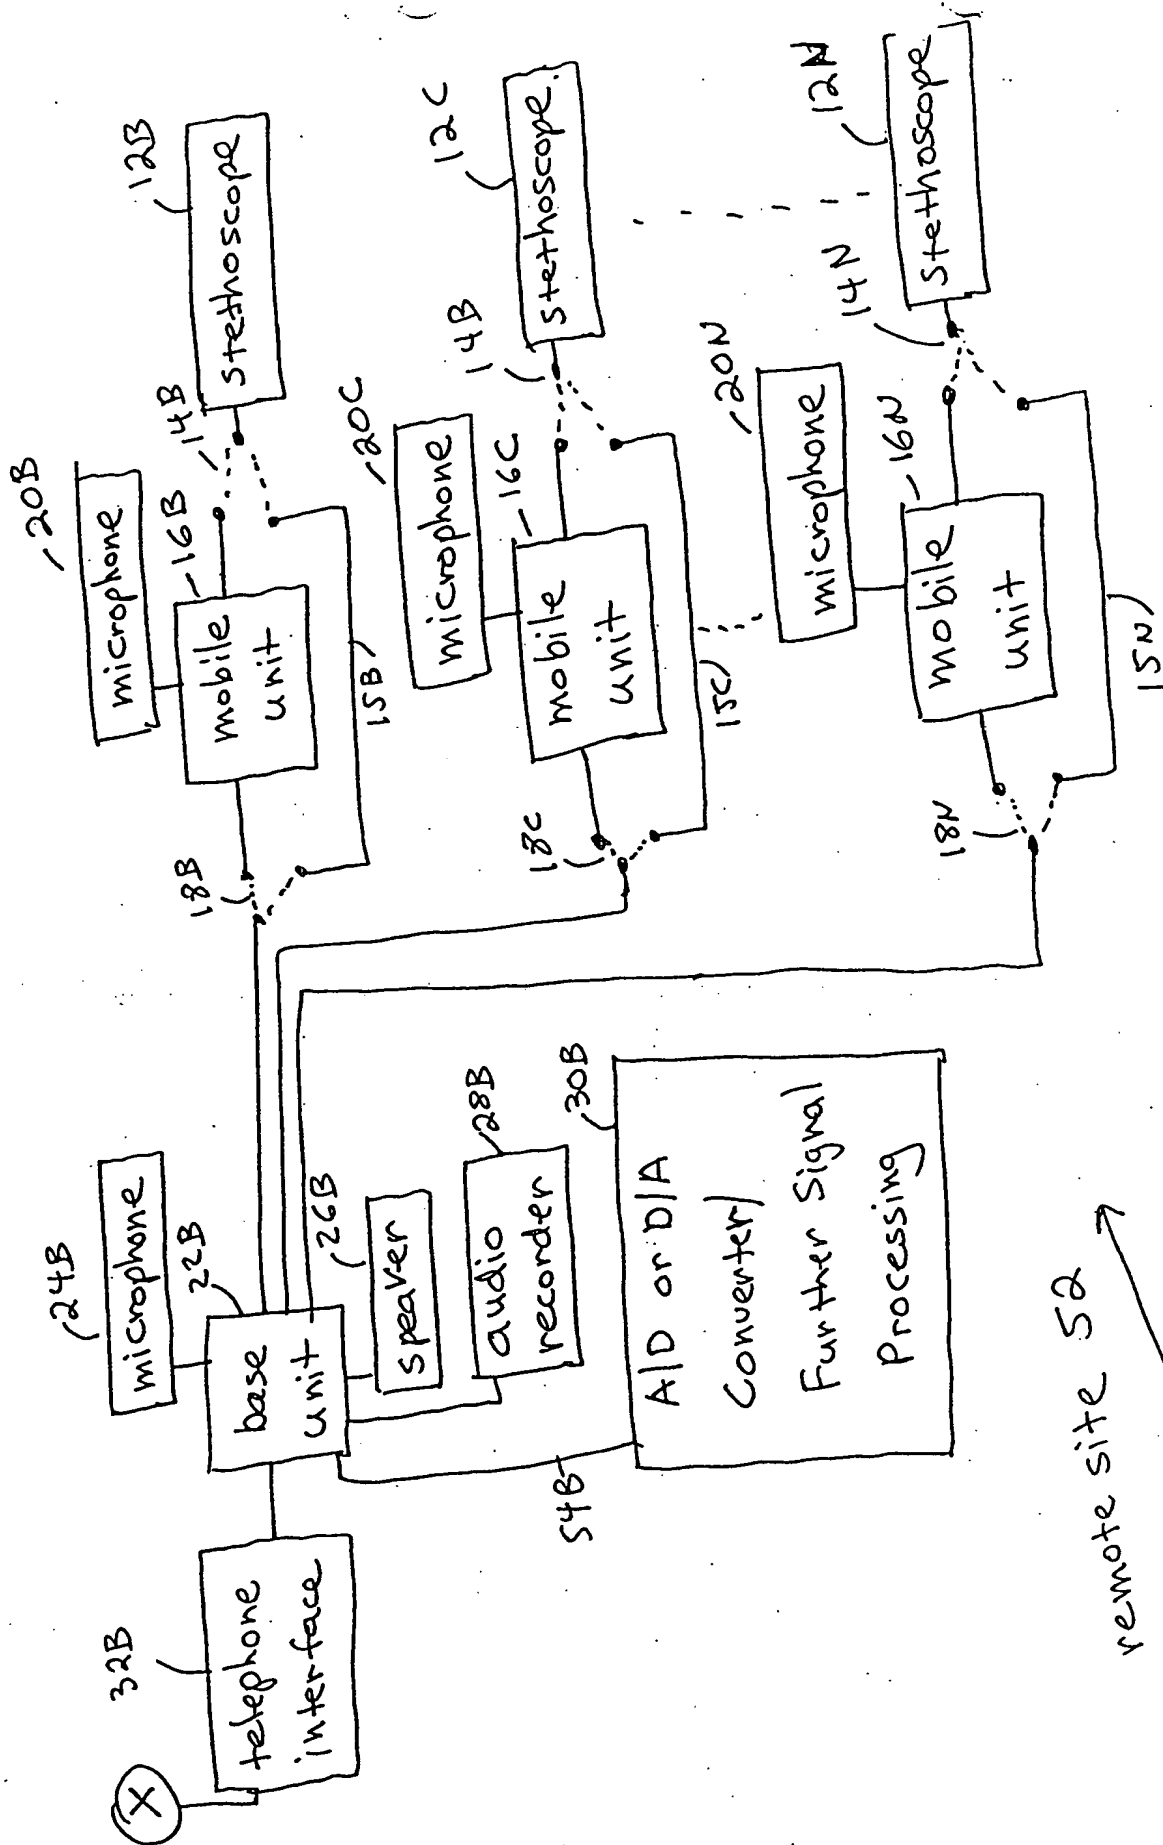 X
32B
telephone
interface
24B
microphone
22B
base
unit
26B
speaker
28B
audio
recorder
54B
30B
A/D or D/A
Converter/
Further Signal
Processing
18B
20B
microphone
16B
mobile
unit
14B
15B
12B
stethoscope
18C
20C
microphone
16C
mobile
unit
14B
15C
12C
stethoscope
18N
20N
microphone
16N
mobile
unit
14N
15N
12N
stethoscope
remote site 52